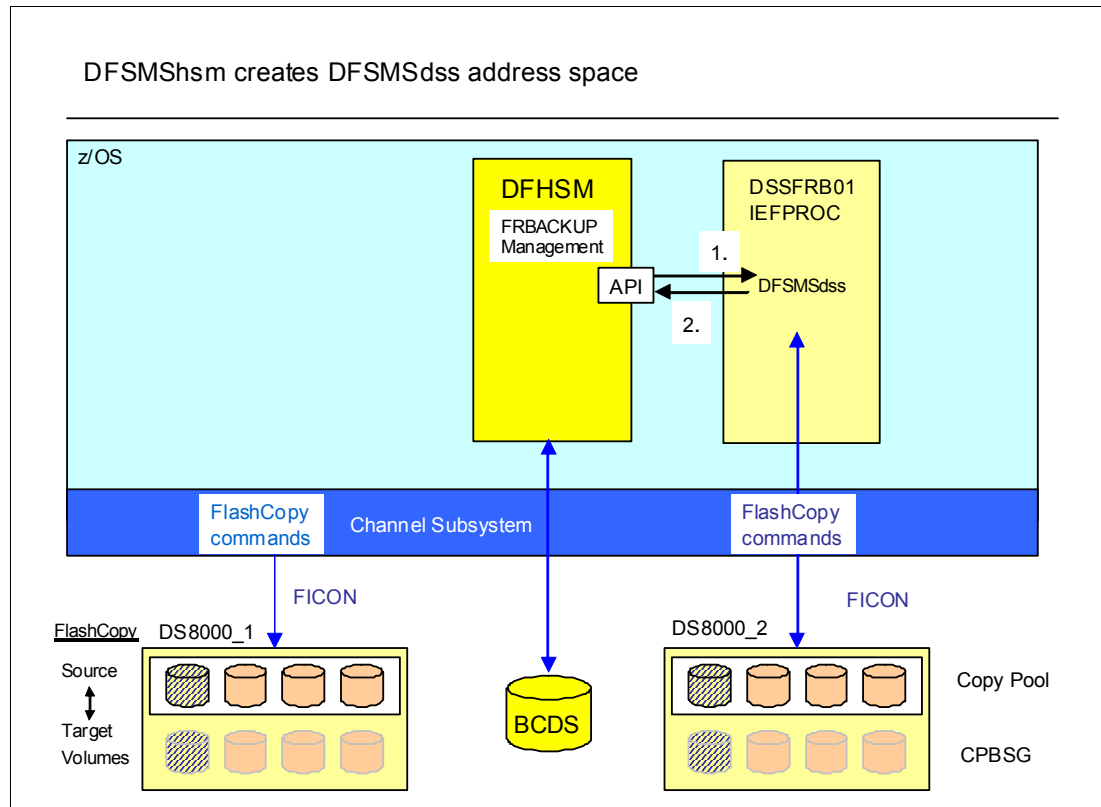 DFSMShsm creates DFSMSdss address space
z/OS
DFHSM
FRBACKUP
Management
API
DSSFRB01
IEFPROC
1.
DFSMSdss
2.
FlashCopy
commands
Channel Subsystem
FlashCopy
commands
FICON
FICON
FlashCopy
DS8000_1
DS8000_2
Source
Target
Volumes
BCDS
Copy Pool
CPBSG